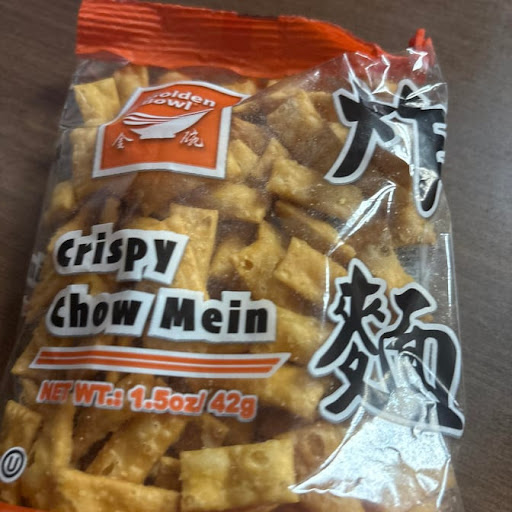 Golden
Bowl
金 碗
炸
麵
Crispy
Chow Mein
NET WT.: 1.5oz/ 42g
U